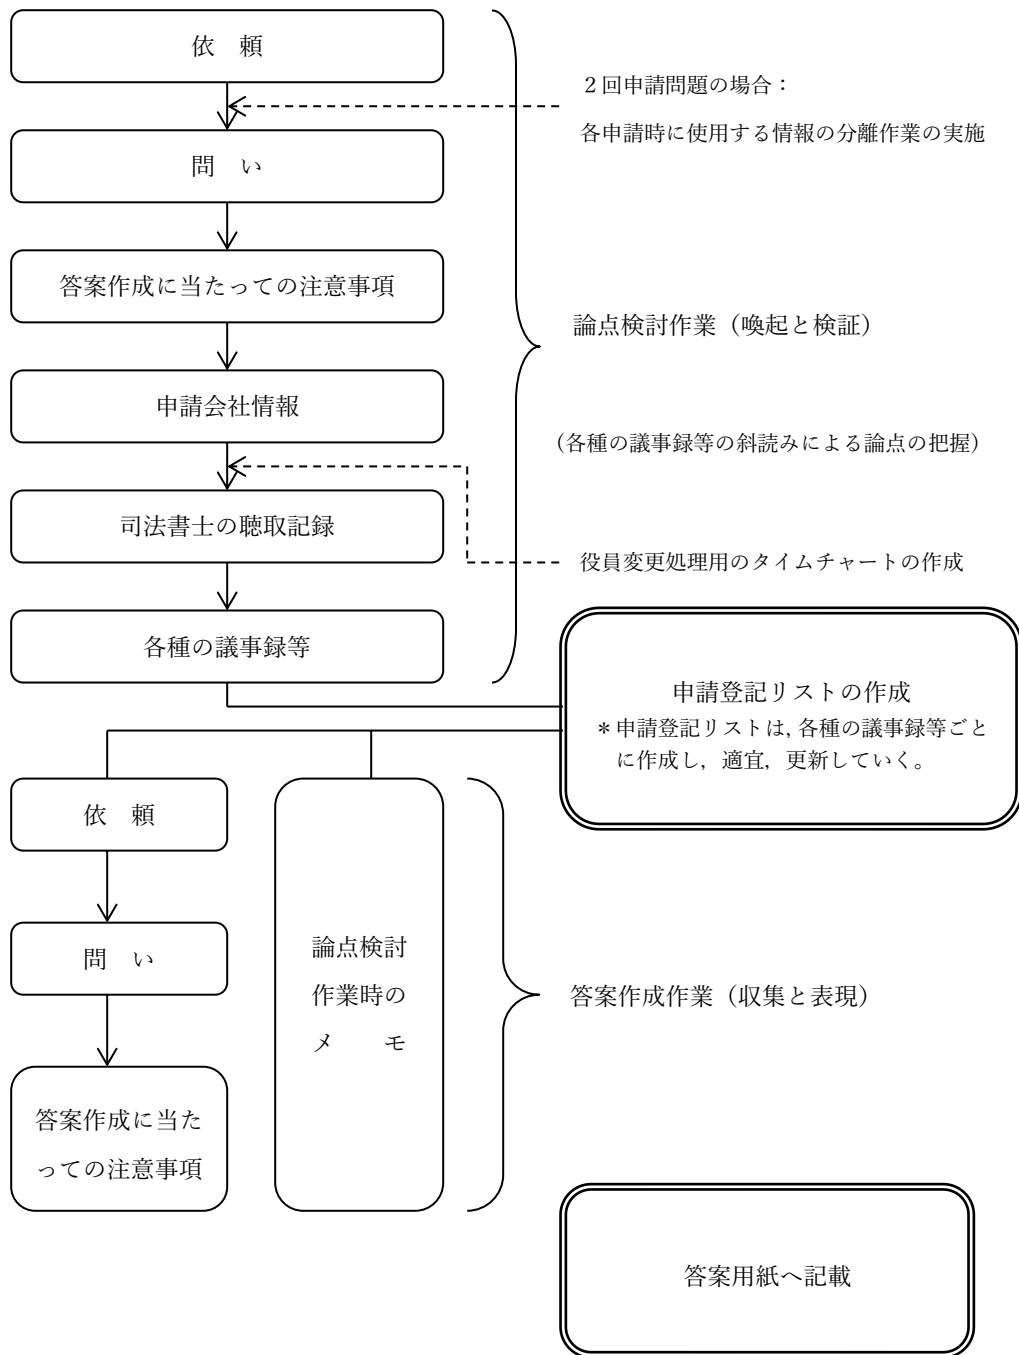 依　頼
２回申請問題の場合：
各申請時に使用する情報の分離作業の実施
問　い
答案作成に当たっての注意事項
論点検討作業（喚起と検証）
申請会社情報
（各種の議事録等の斜読みによる論点の把握）
司法書士の聴取記録
役員変更処理用のタイムチャートの作成
各種の議事録等
申請登記リストの作成
＊申請登記リストは，各種の議事録等ごと
に作成し，適宜，更新していく。
依　頼
問　い
答案作成に当た
っての注意事項
論点検討
作業時の
メ　　モ
答案作成作業（収集と表現）
答案用紙へ記載